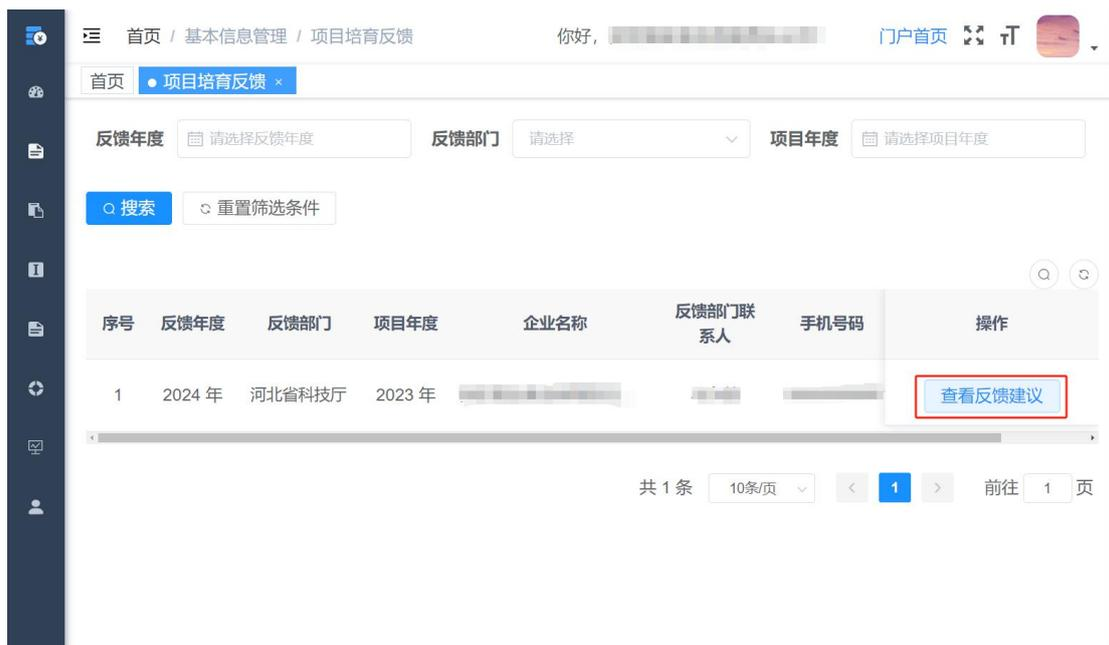 首页 / 基本信息管理 / 项目培育反馈 你好， 门户首页
首页 项目培育反馈 ×
反馈年度 请选择反馈年度 反馈部门 请选择 项目年度 请选择项目年度
搜索 重置筛选条件
序号 反馈年度 反馈部门 项目年度 企业名称 反馈部门联系人 手机号码 操作
1 2024 年 河北省科技厅 2023 年 查看反馈建议
共 1 条 10条/页 < 1 > 前往 1 页